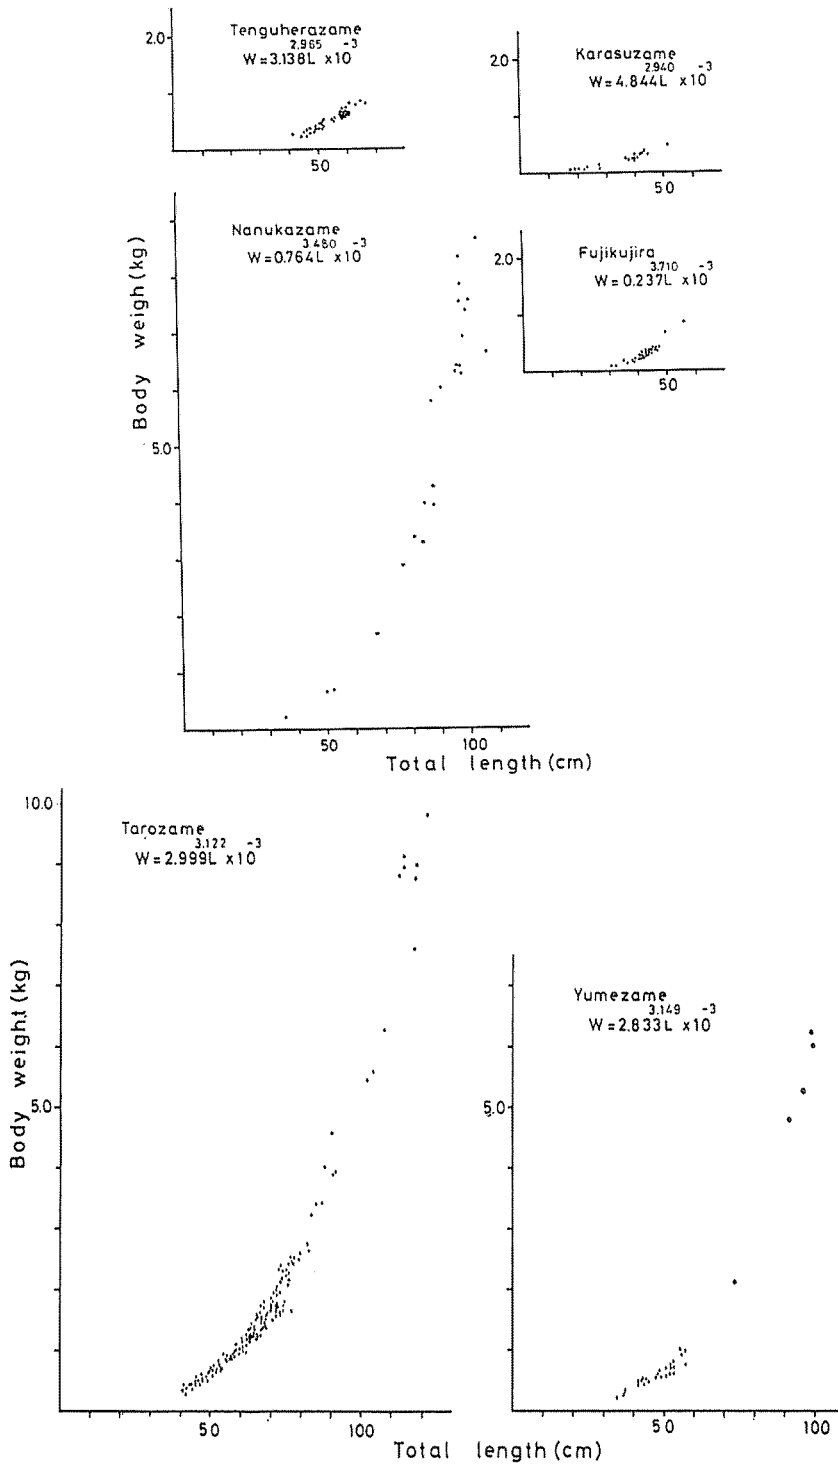 2.0
Tenguherazame
2.965 -3
W=3.138L x10
50
2.0
Karasuzame
2.940 -3
W=4.844L x10
50
Body weigh(kg)
Nanukazame
3.480 -3
W=0.764L x10
5.0
50
100
Total length(cm)
2.0
Fujikujira
3.710 -3
W=0.237L x10
50
10.0
Tarozame
3.122 -3
W=2.999L x10
Body weight(kg)
5.0
50
100
Yumezame
3.149 -3
W=2.833L x10
5.0
50
100
Total length(cm)